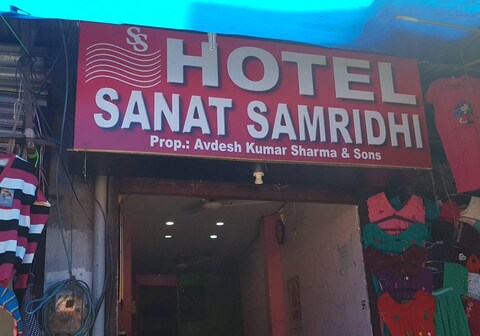 SS
HOTEL
SANAT SAMRIDHI
Prop.: Avdesh Kumar Sharma & Sons